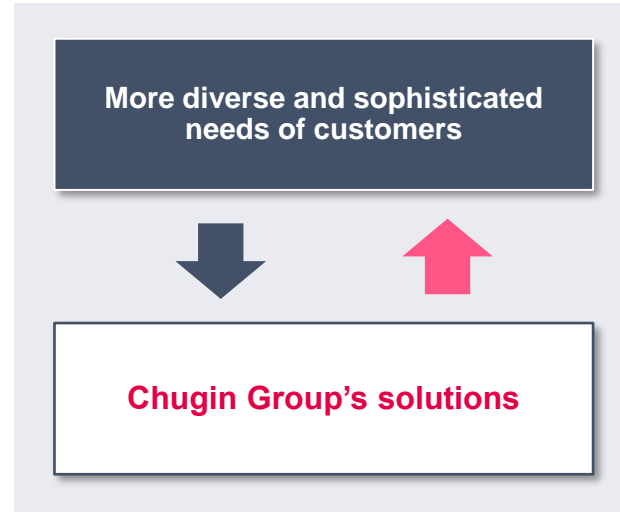 More diverse and sophisticated
needs of customers
Chugin Group's solutions